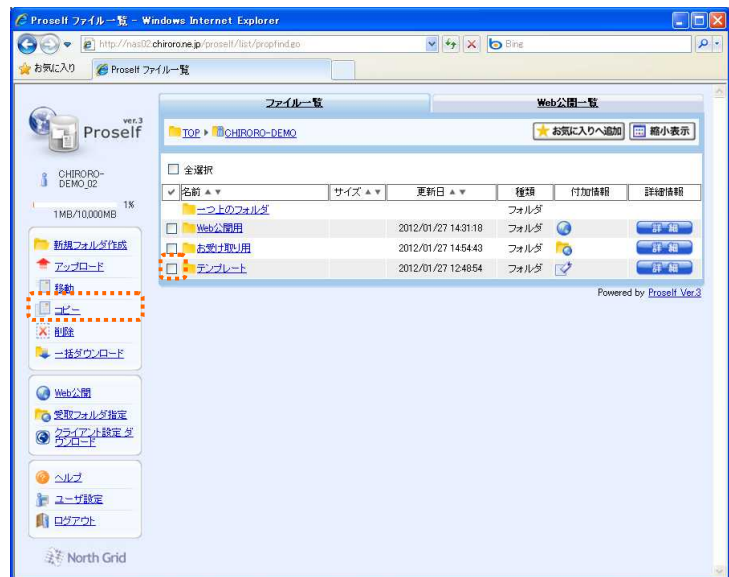 Proself ファイル一覧 - Windows Internet Explorer
http://nas02.chiroro.ne.jp/proself/list/propfind.go
Bing
お気に入り
Proself ファイル一覧
ファイル一覧
Web公開一覧
ver.3
Proself
TOP
CHIRORO-DEMO
お気に入りへ追加
縮小表示
CHIRORO-
DEMO_02
1%
1MB/10,000MB
全選択
名前 ▲ ▼ サイズ ▲ ▼ 更新日 ▲ ▼ 種類 付加情報 詳細情報
一つ上のフォルダ フォルダ
Web公開用 2012/01/27 14:31:18 フォルダ 詳 細
お受け取り用 2012/01/27 14:54:43 フォルダ 詳 細
テンプレート 2012/01/27 12:48:54 フォルダ 詳 細
Powered by Proself Ver.3
新規フォルダ作成
アップロード
移動
コピー
削除
一括ダウンロード
Web公開
受取フォルダ指定
クライアント設定 ダ
ウンロード
ヘルプ
ユーザ設定
ログアウト
North Grid